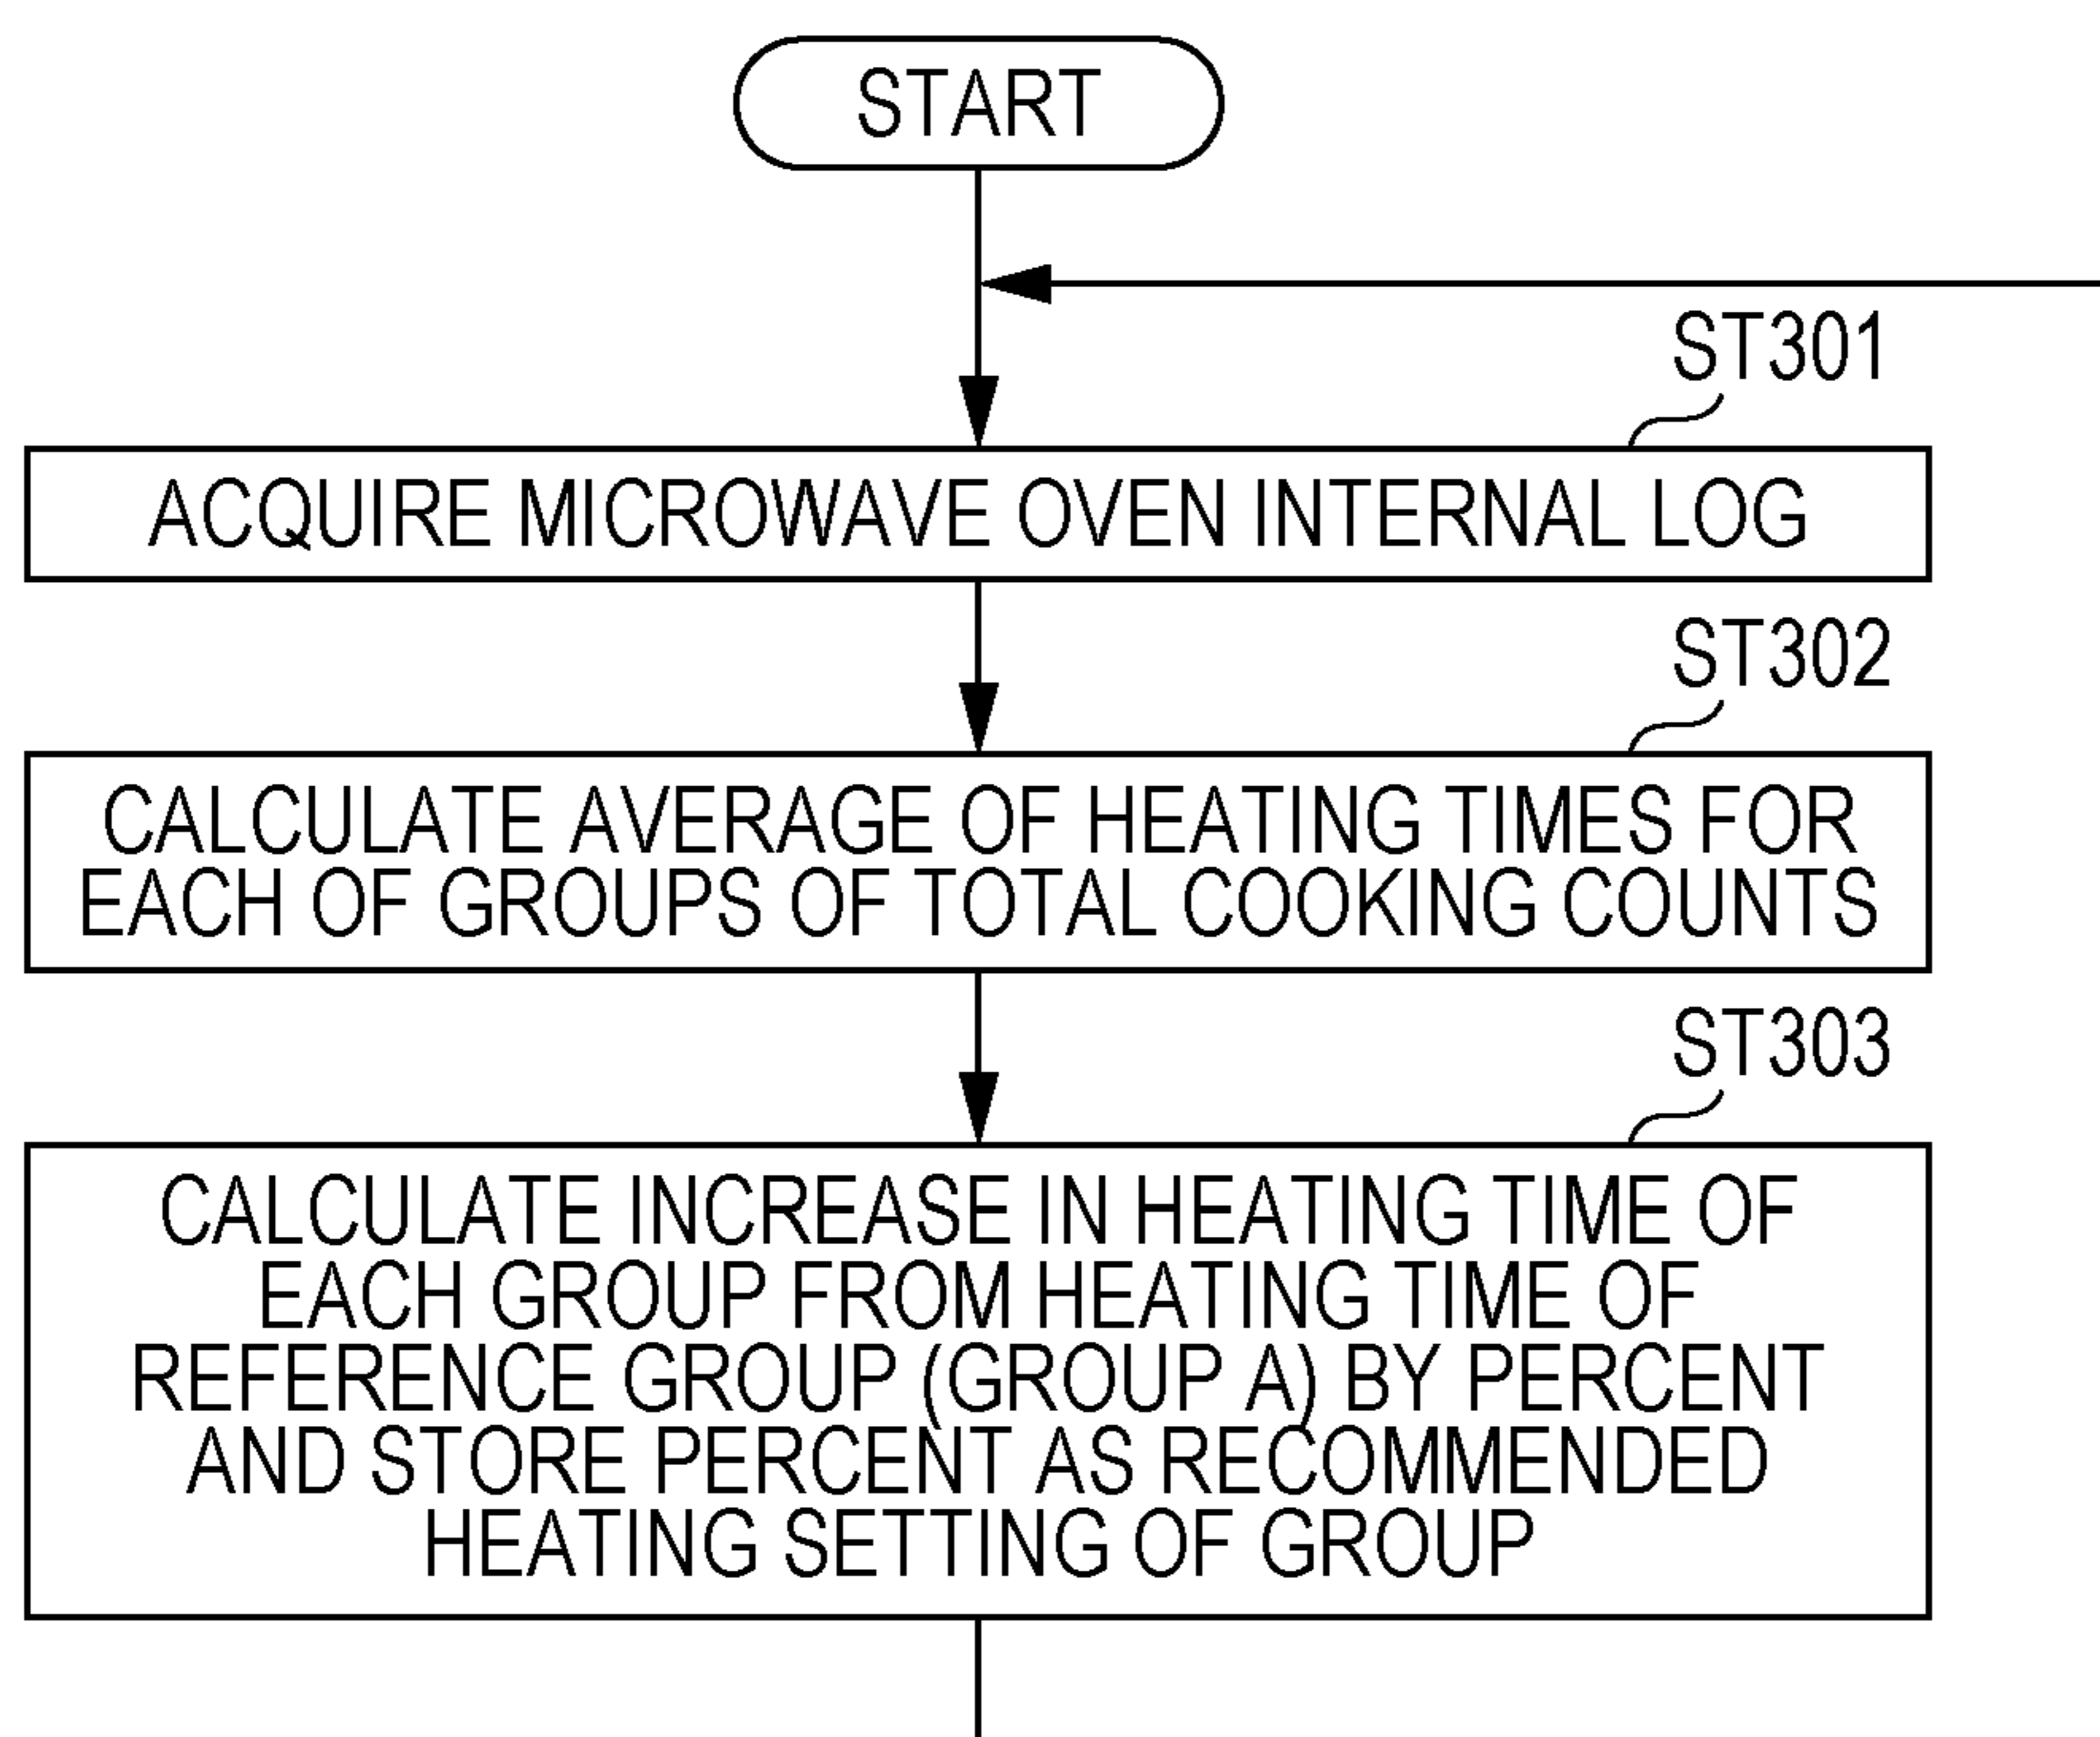 START
ST301
ACQUIRE MICROWAVE OVEN INTERNAL LOG
ST302
CALCULATE AVERAGE OF HEATING TIMES FOR
EACH OF GROUPS OF TOTAL COOKING COUNTS
ST303
CALCULATE INCREASE IN HEATING TIME OF
EACH GROUP FROM HEATING TIME OF
REFERENCE GROUP (GROUP A) BY PERCENT
AND STORE PERCENT AS RECOMMENDED
HEATING SETTING OF GROUP